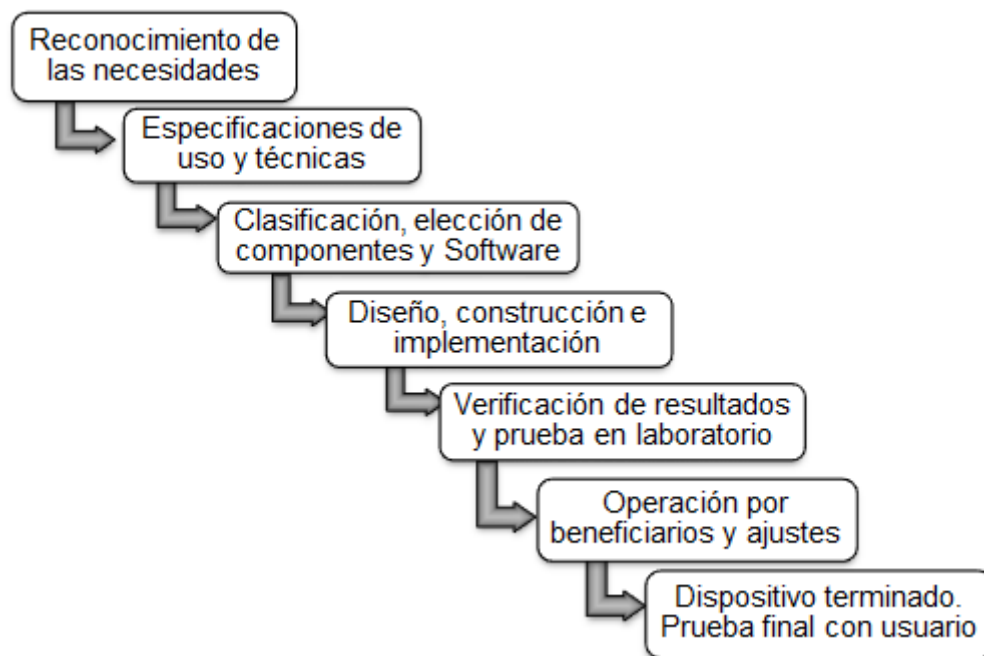 Reconocimiento de
las necesidades
Especificaciones de
uso y técnicas
Clasificación, elección de
componentes y Software
Diseño, construcción e
implementación
Verificación de resultados
y prueba en laboratorio
Operación por
beneficiarios y ajustes
Dispositivo terminado.
Prueba final con usuario